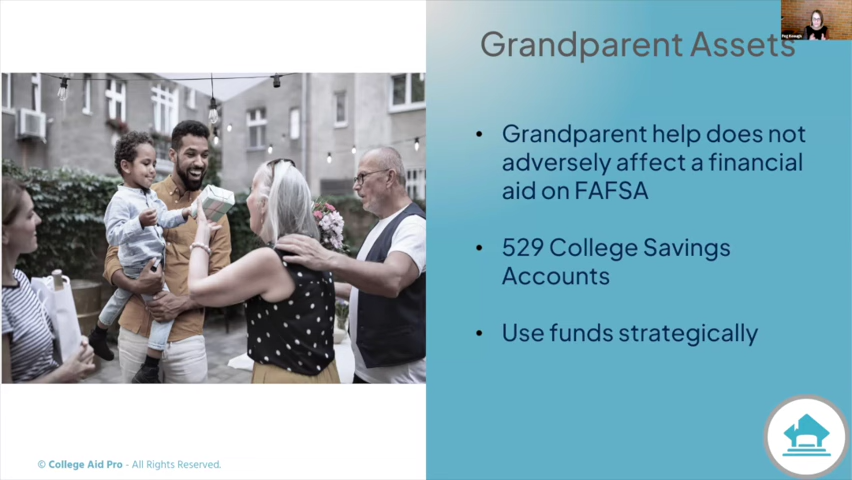 Grandparent Assets
• Grandparent help does not
adversely affect a financial
aid on FAFSA
• 529 College Savings
Accounts
• Use funds strategically
© College Aid Pro - All Rights Reserved.